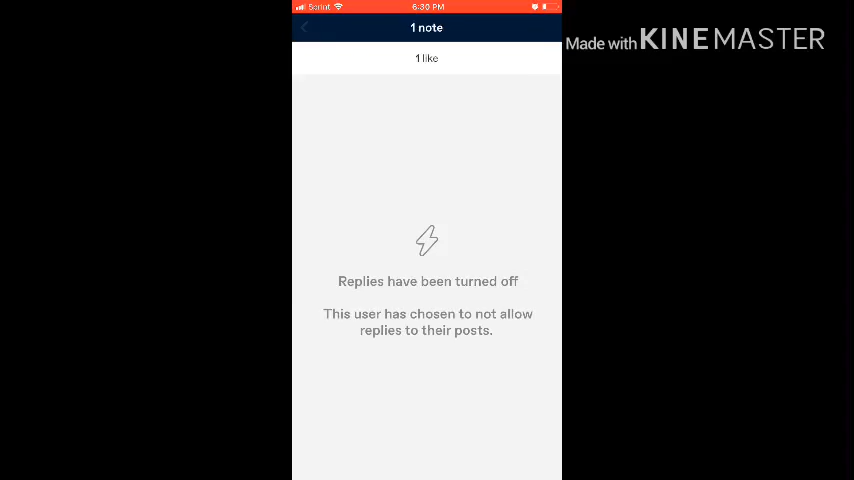 Sprint 6:30 PM
1 note
Made with KINEMASTER
1 like
Replies have been turned off
This user has chosen to not allow
replies to their posts.